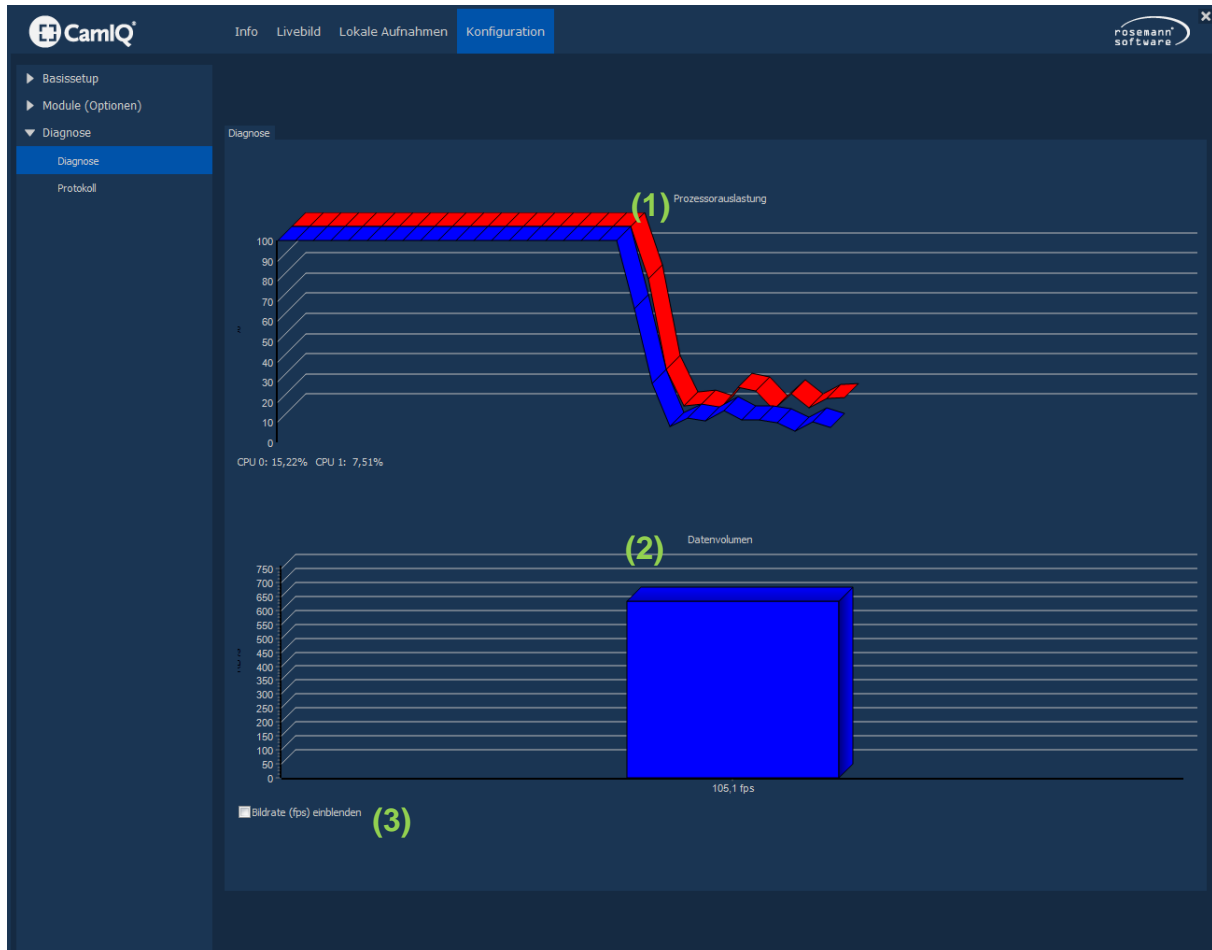 CamIQ®
Info Livebild Lokale Aufnahmen Konfiguration
rosemann®
software
Basissetup
Module (Optionen)
Diagnose
Diagnose
Protokoll
Diagnose
(1) Prozessorauslastung
100
90
80
70
60
50
40
30
20
10
0
CPU 0: 15,22% CPU 1: 7,51%
(2) Datenvolumen
750
700
650
600
550
500
450
400
350
300
250
200
150
100
50
0
105,1 fps
Bildrate (fps) einblenden (3)